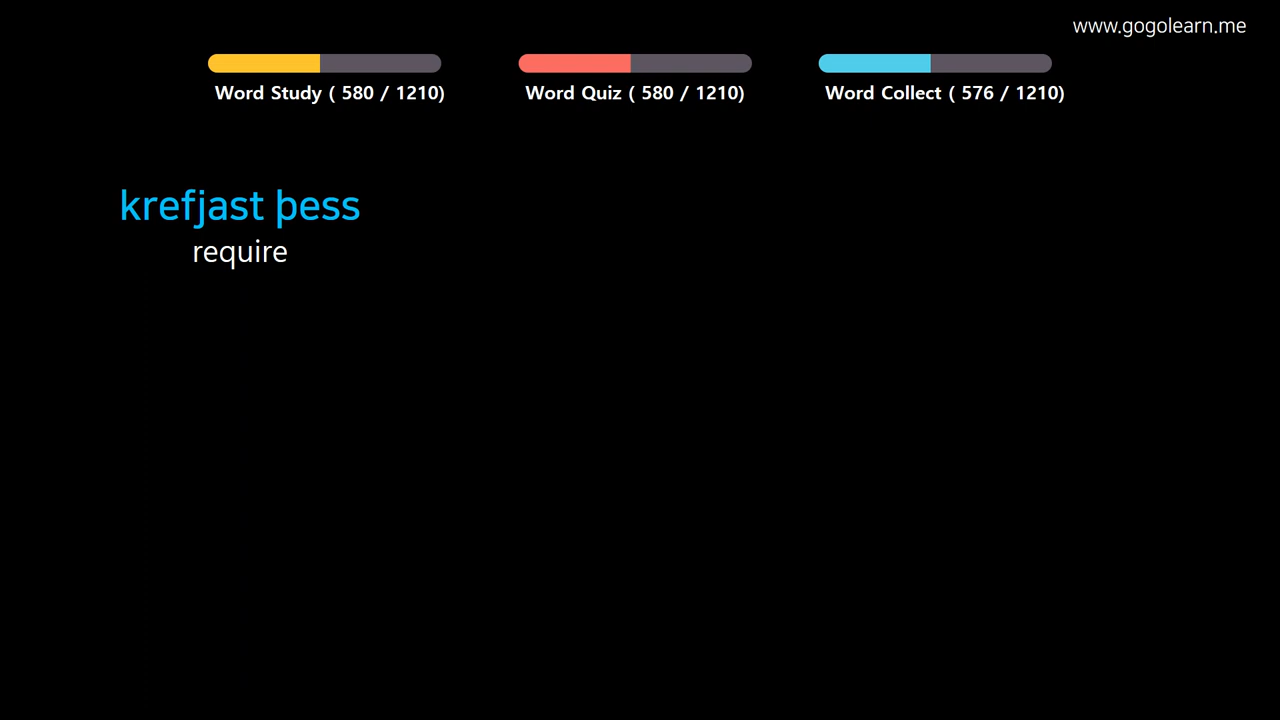 www.gogolearn.me
Word Study ( 580 / 1210)
Word Quiz ( 580 / 1210)
Word Collect ( 576 / 1210)
krefjast þess
require